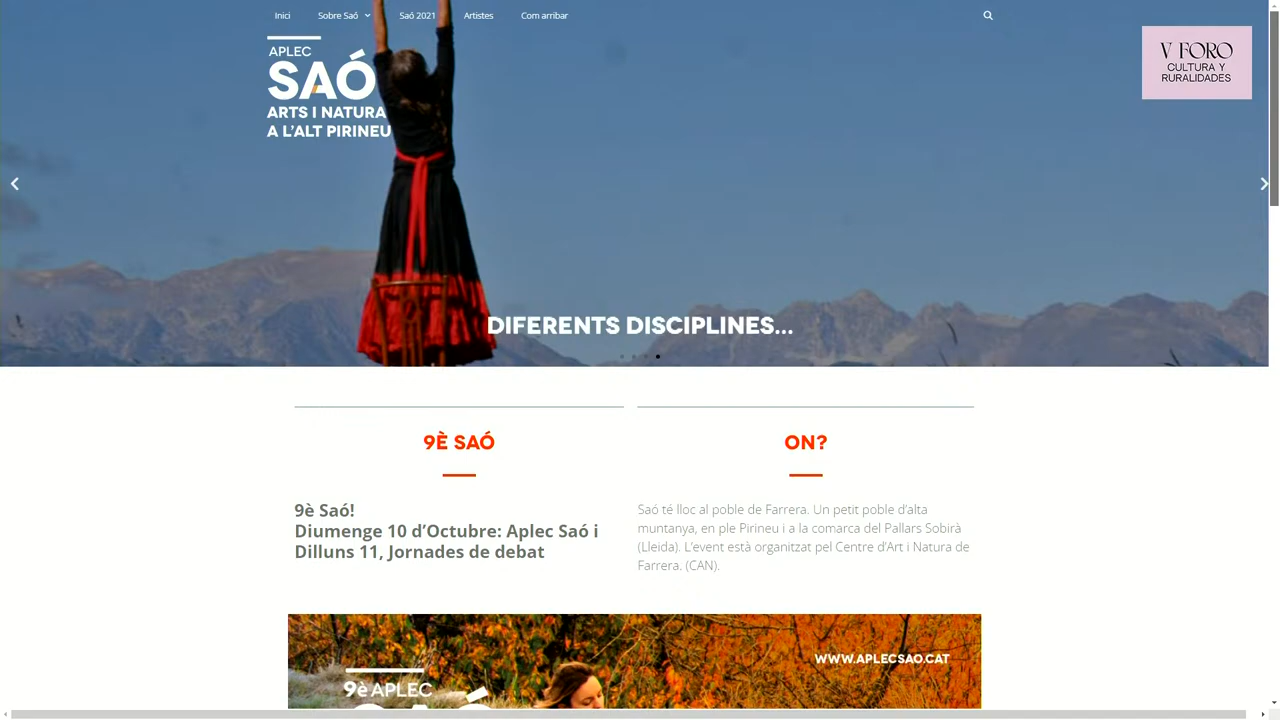 Inici
Sobre Saó
Saó 2021
Artistes
Com arribar
APLEC
SAÓ
ARTS I NATURA
A L'ALT PIRINEU
V FORO
CULTURA Y
RURALIDADES
DIFERENTS DISCIPLINES...
9È SAÓ
9è Saó!
Diumenge 10 d’Octubre: Aplec Saó i
Dilluns 11, Jornades de debat
ON?
Saó té lloc al poble de Farrera. Un petit poble d’alta
muntanya, en ple Pirineu i a la comarca del Pallars Sobirà
(Lleida). L’event està organitzat pel Centre d’Art i Natura de
Farrera. (CAN).
WWW.APLECSAO.CAT
9è APLEC